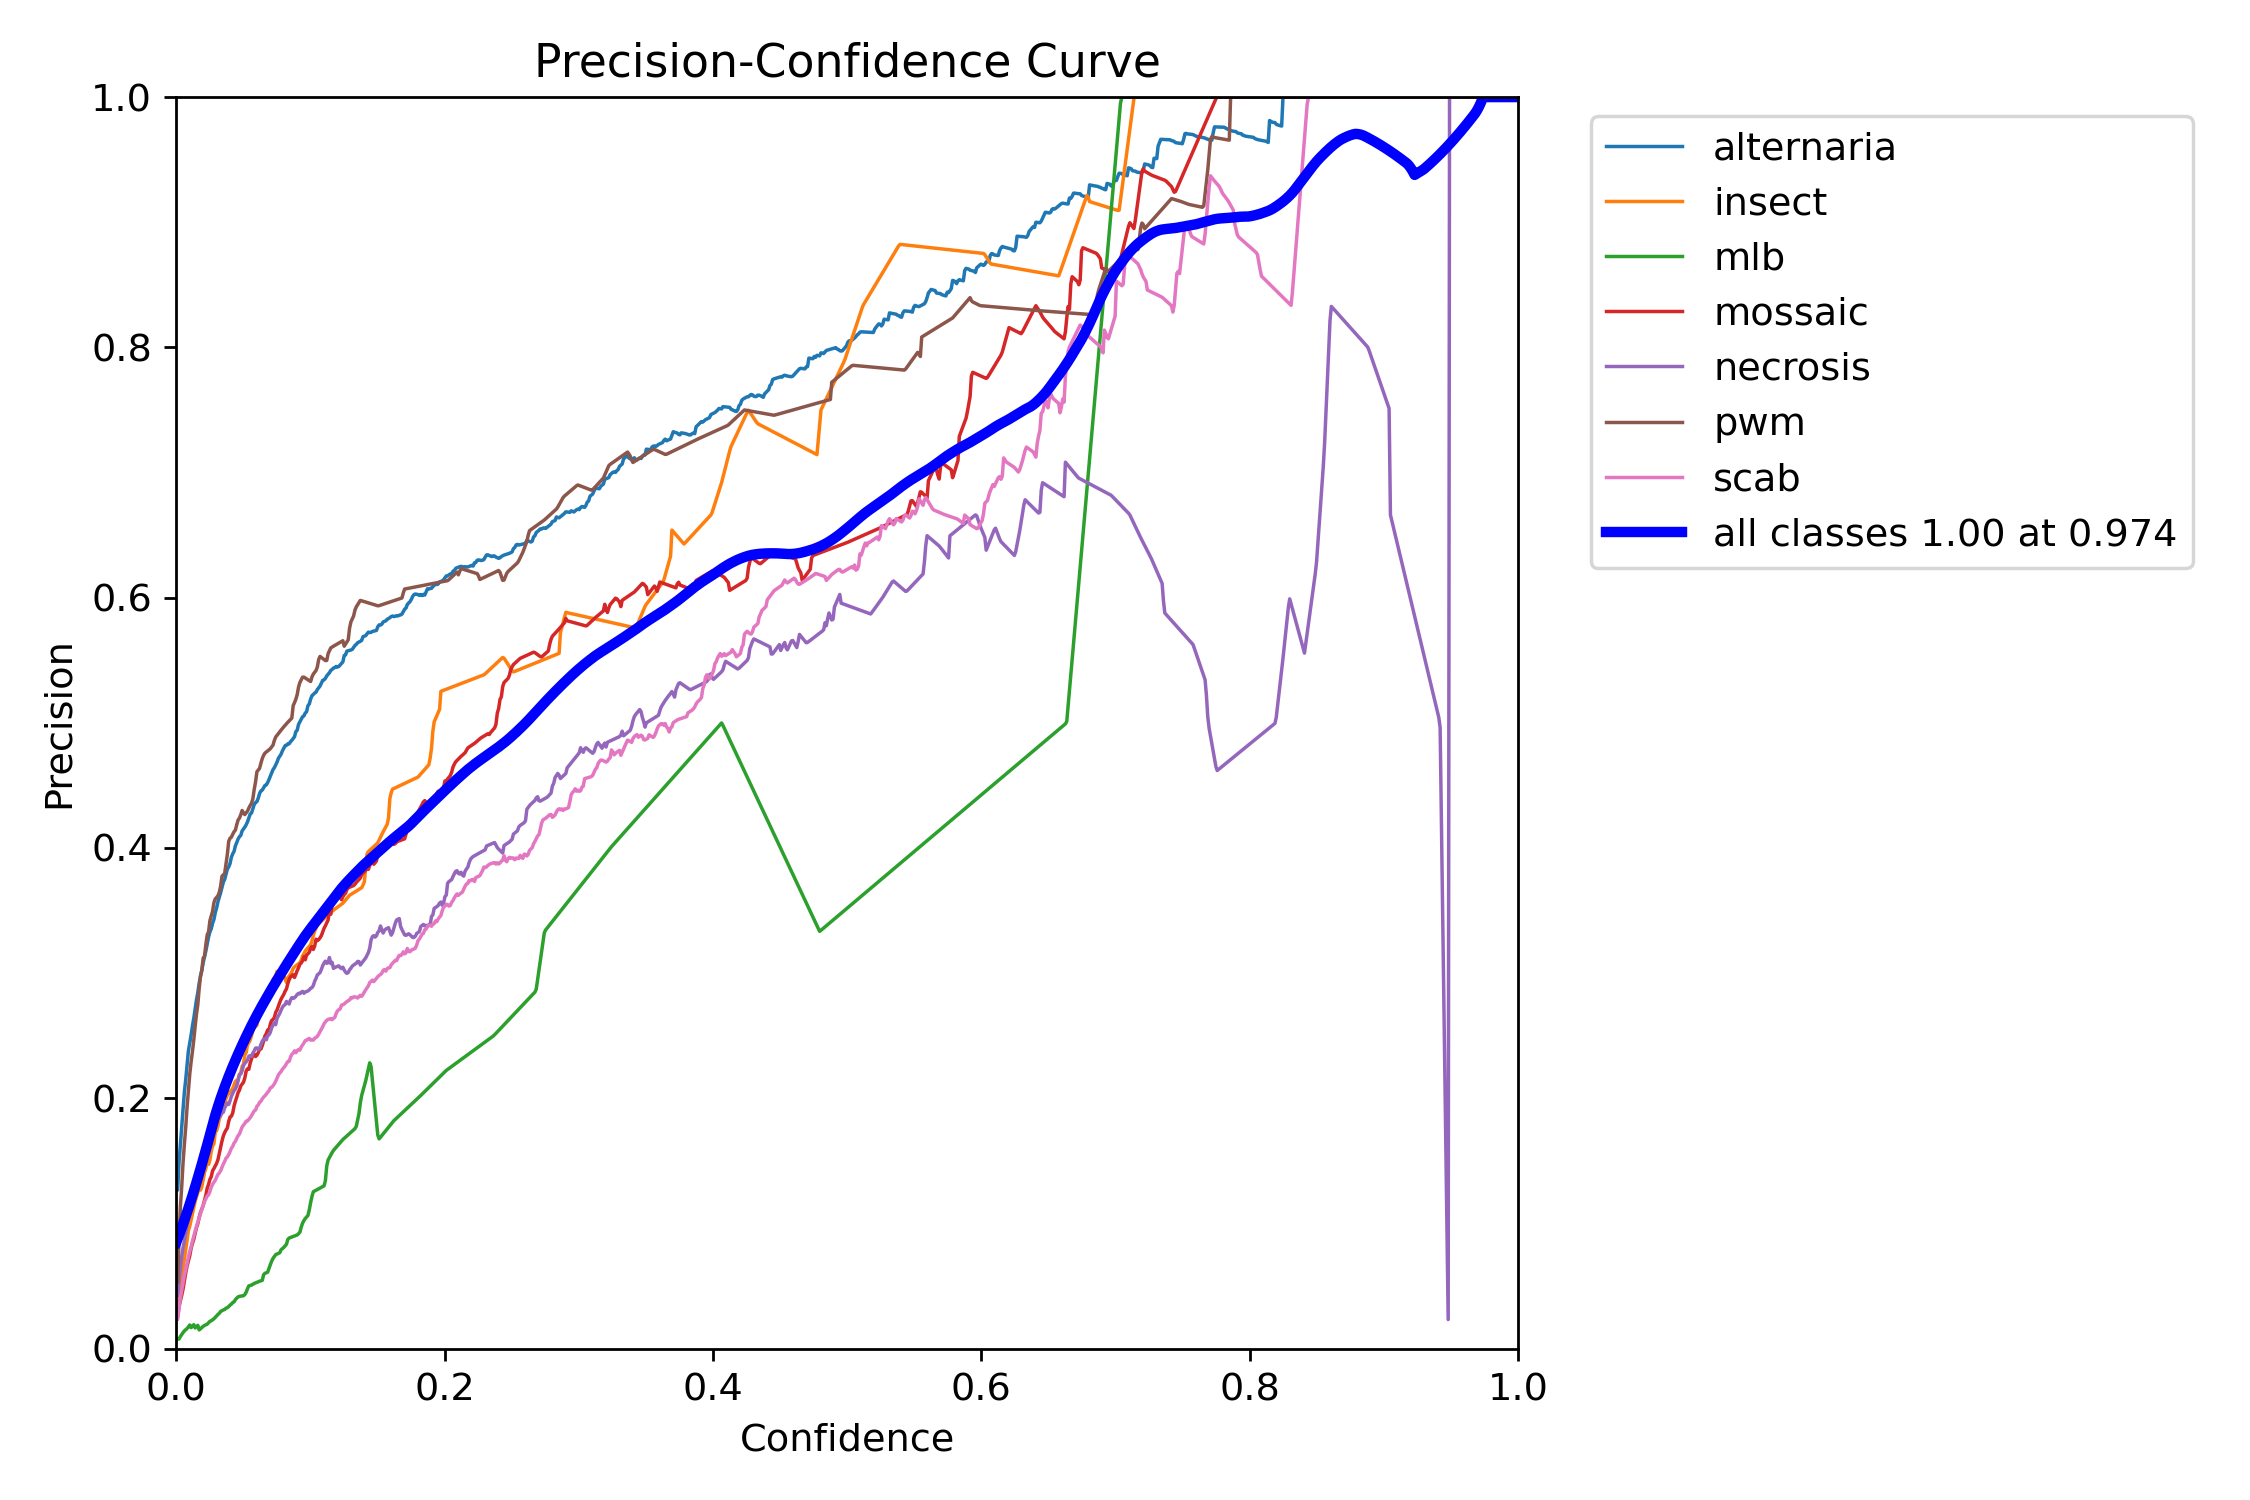 Precision-Confidence Curve
1.0
0.8
0.6
0.4
0.2
0.0
Precision
0.0 0.2 0.4 0.6 0.8 1.0
Confidence
alternaria
insect
mlb
mossaic
necrosis
pwm
scab
all classes 1.00 at 0.974